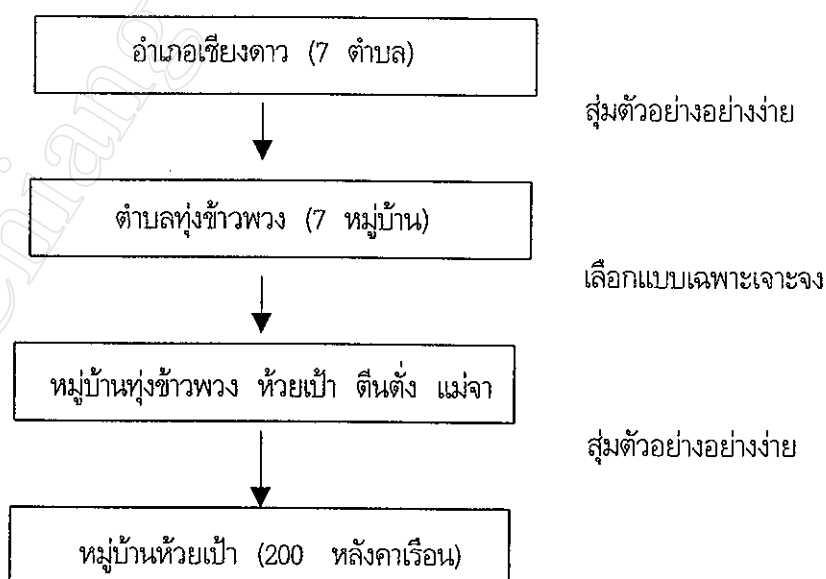 อำเภอเชียงดาว (7 ตำบล)
สุ่มตัวอย่างอย่างง่าย
ตำบลทุ่งข้าวพวง (7 หมู่บ้าน)
เลือกแบบเฉพาะเจาะจง
หมู่บ้านทุ่งข้าวพวง ห้วยเป้า ตีนตั่ง แม่จา
สุ่มตัวอย่างอย่างง่าย
หมู่บ้านห้วยเป้า (200 หลังคาเรือน)